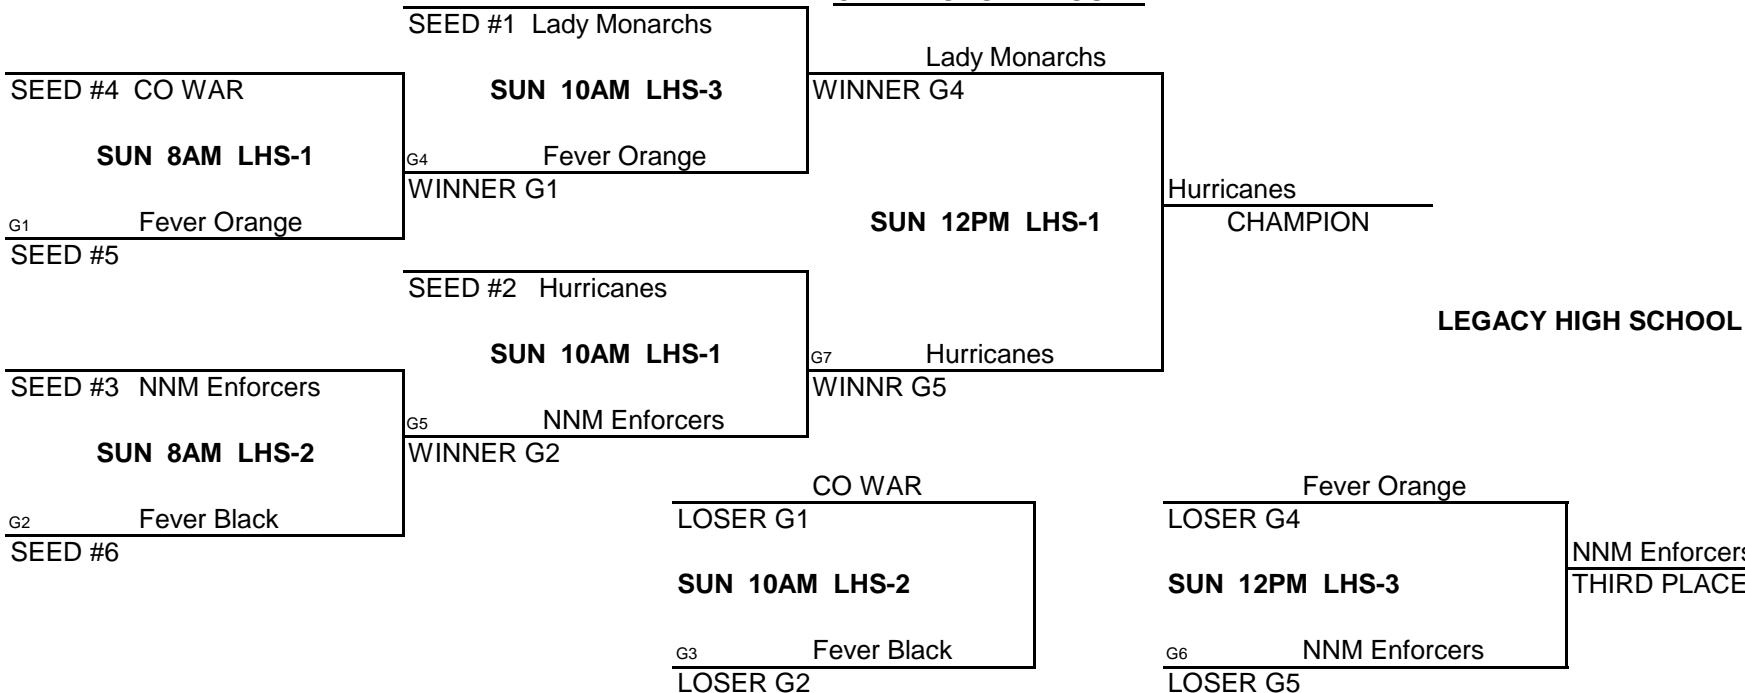 SEED #1 Lady Monarchs
Lady Monarchs
SEED #4 CO WAR
SUN 10AM LHS-3
WINNER G4
SUN 8AM LHS-1
G4 Fever Orange
WINNER G1
Hurricanes
G1 Fever Orange
SUN 12PM LHS-1
CHAMPION
SEED #5
SEED #2 Hurricanes
LEGACY HIGH SCHOOL
SUN 10AM LHS-1
G7 Hurricanes
SEED #3 NNM Enforcers
WINNR G5
G5 NNM Enforcers
SUN 8AM LHS-2
WINNER G2
CO WAR
Fever Orange
G2 Fever Black
LOSER G1
LOSER G4
SEED #6
NNM Enforcers
SUN 10AM LHS-2
SUN 12PM LHS-3
THIRD PLACE
G3 Fever Black
G6 NNM Enforcers
LOSER G2
LOSER G5